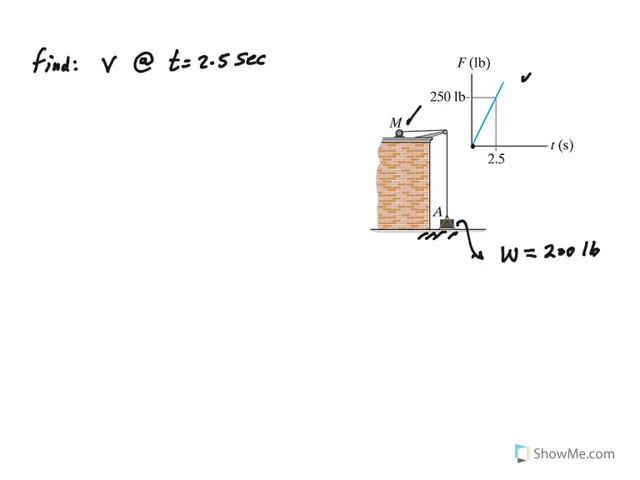 find: V @ t = 2.5 sec
F (lb)
250 lb
M
t (s)
2.5
A
W = 200 lb
ShowMe.com